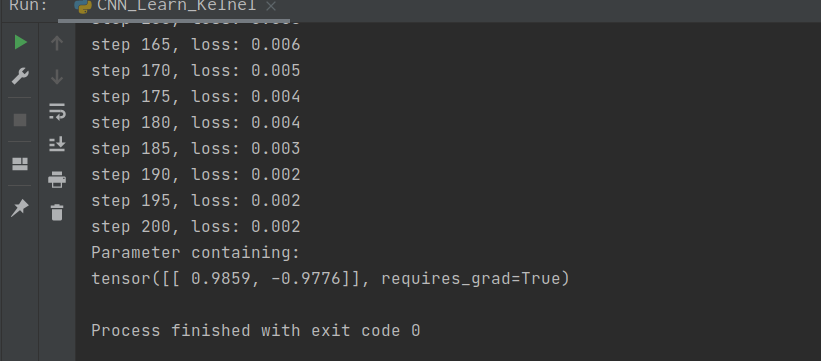 Run:
CNN_Learn_Kelnel
step 165, loss: 0.006
step 170, loss: 0.005
step 175, loss: 0.004
step 180, loss: 0.004
step 185, loss: 0.003
step 190, loss: 0.002
step 195, loss: 0.002
step 200, loss: 0.002
Parameter containing:
tensor([[ 0.9859, -0.9776]], requires_grad=True)
Process finished with exit code 0